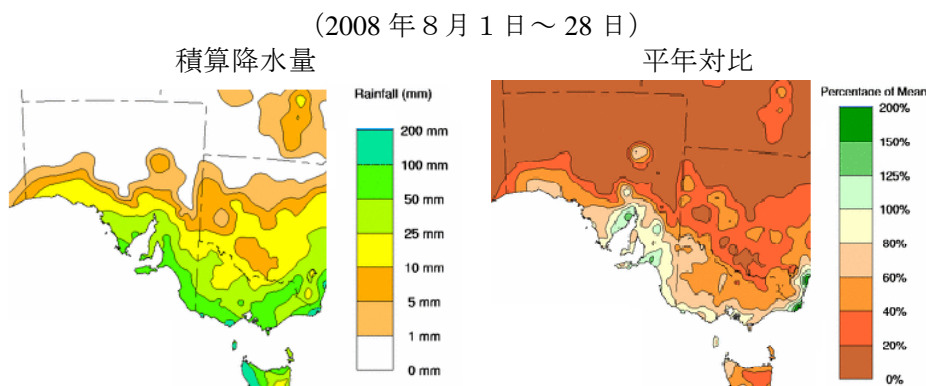 （2008 年８月１日～ 28 日）
積算降水量
平年対比
Rainfall (mm)
200 mm
100 mm
50 mm
25 mm
10 mm
5 mm
1 mm
0 mm
Percentage of Mean
200%
150%
125%
100%
80%
60%
40%
20%
0%